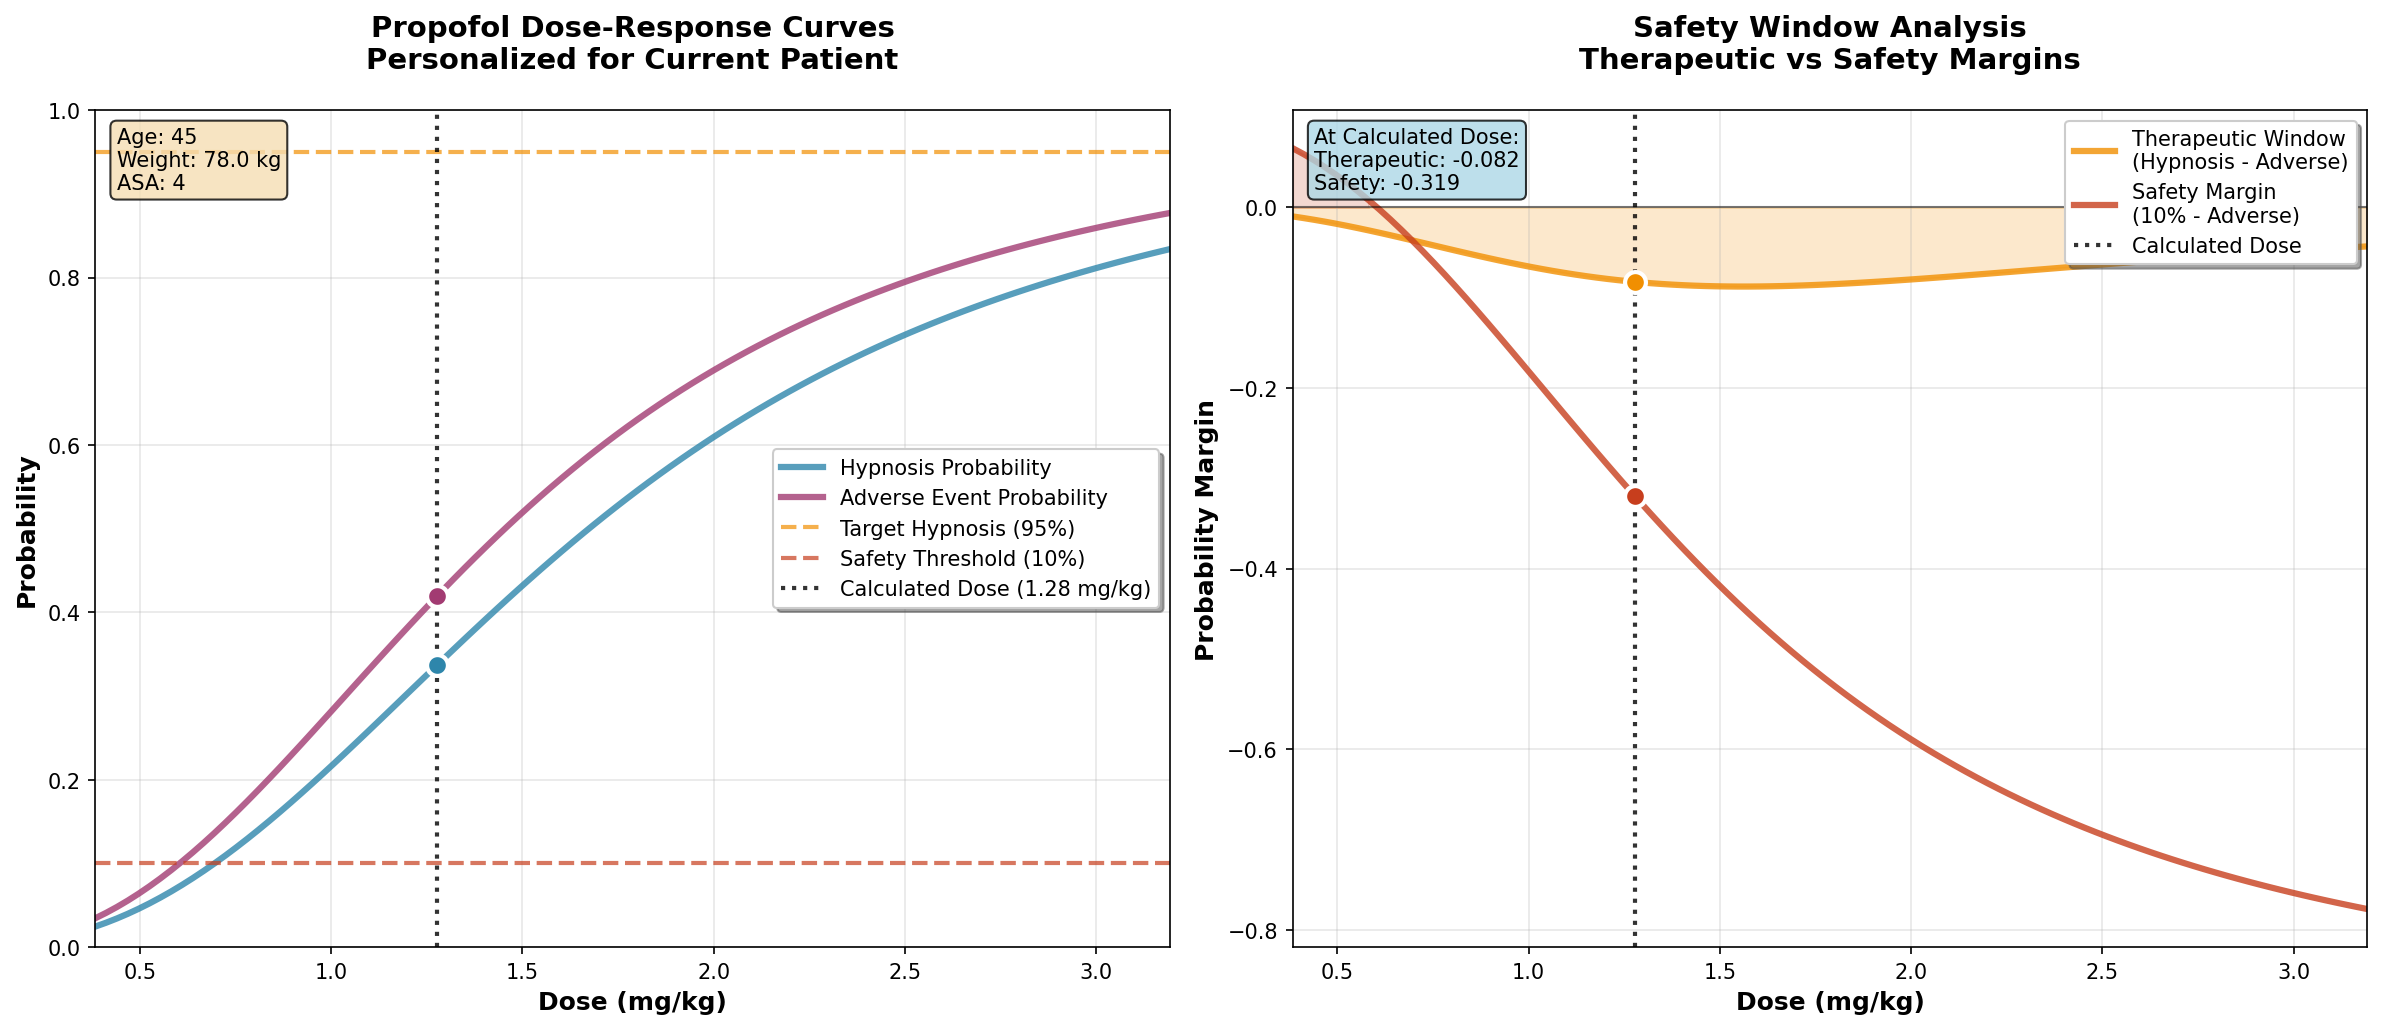 Propofol Dose-Response Curves
Personalized for Current Patient
1.0
0.8
0.6
0.4
0.2
0.0
Probability
Age: 45
Weight: 78.0 kg
ASA: 4
Hypnosis Probability
Adverse Event Probability
Target Hypnosis (95%)
Safety Threshold (10%)
Calculated Dose (1.28 mg/kg)
0.5 1.0 1.5 2.0 2.5 3.0
Dose (mg/kg)
Safety Window Analysis
Therapeutic vs Safety Margins
0.0
−0.2
−0.4
−0.6
−0.8
Probability Margin
At Calculated Dose:
Therapeutic: -0.082
Safety: -0.319
Therapeutic Window
(Hypnosis - Adverse)
Safety Margin
(10% - Adverse)
Calculated Dose
0.5 1.0 1.5 2.0 2.5 3.0
Dose (mg/kg)